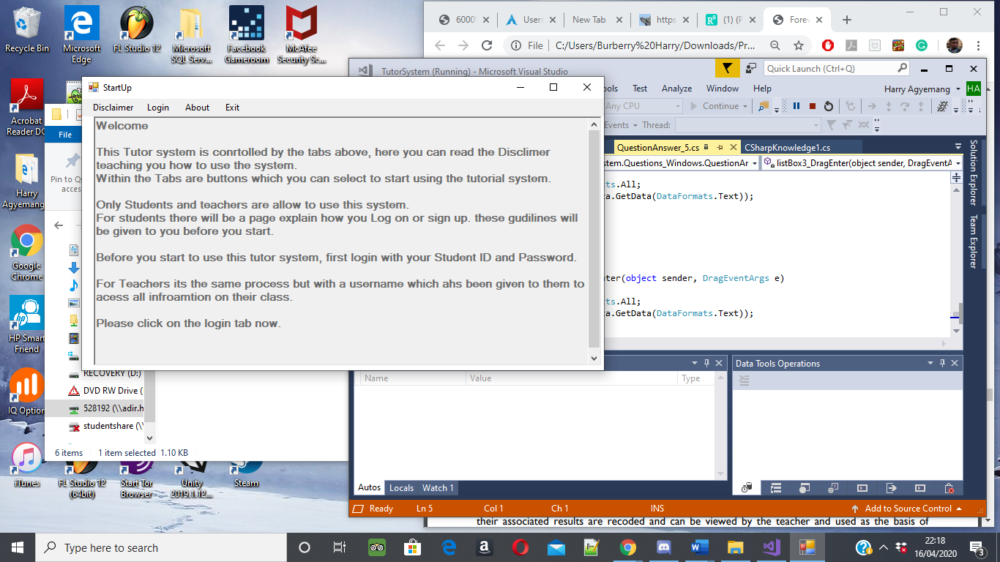 Recycle Bin
Microsoft Edge
FL Studio 12
Microsoft SQL Serv...
Facebook Gameroom
McAfee Security Sc...
Acrobat Reader DC
Harry Agyemang
Google Chrome
HP Smart Friend
IQ Option
iTunes
FL Studio 12 (64bit)
Start Tor Browser
Unity 2019.1.12...
Steam
File
Pin to Q
acces
RECOVERY (D:)
DVD RW Drive (
528192 (\\adir.h
studentshare (\\
6 items 1 item selected 1.10 KB
StartUp
Disclaimer Login About Exit
Welcome
This Tutor system is conrtolled by the tabs above, here you can read the Disclimer
teaching you how to use the system.
Within the Tabs are buttons which you can select to start using the tutorial system.
Only Students and teachers are allow to use this system.
For students there will be a page explain how you Log on or sign up. these gudilines will
be given to you before you start.
Before you start to use this tutor system, first login with your Student ID and Password.
For Teachers its the same process but with a username which ahs been given to them to
acess all infroamtion on their class.
Please click on the login tab now.
6000 Users New Tab https (1) (P Forev
File C:/Users/Burberry%20Harry/Downloads/Pr...
TutorSystem (Running) - Microsoft Visual Studio
Quick Launch (Ctrl+Q)
ols Test Analyze Window Help Harry Agyemang HA
Any CPU Continue
Events Thread:
QuestionAnswer_5.cs CSharpKnowledge1.cs
stem.Questions_Windows.QuestionAr listBox3_DragEnter(object sender, DragEventA
ts.All;
a.GetData(DataFormats.Text));
nter(object sender, DragEventArgs e)
ts.All;
a.GetData(DataFormats.Text));
Solution Explorer
Team Explorer
Name Value Type
Autos Locals Watch 1
Data Tools Operations
Ready Ln 5 Col 1 Ch 1 INS Add to Source Control
their associated results are recoded and can be viewed by the teacher and used as the basis of
Type here to search
22:18
16/04/2020
3